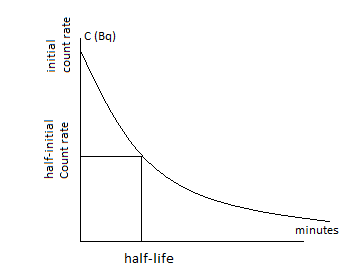 C (Bq)
initial
count rate
half-initial
Count rate
minutes
half-life